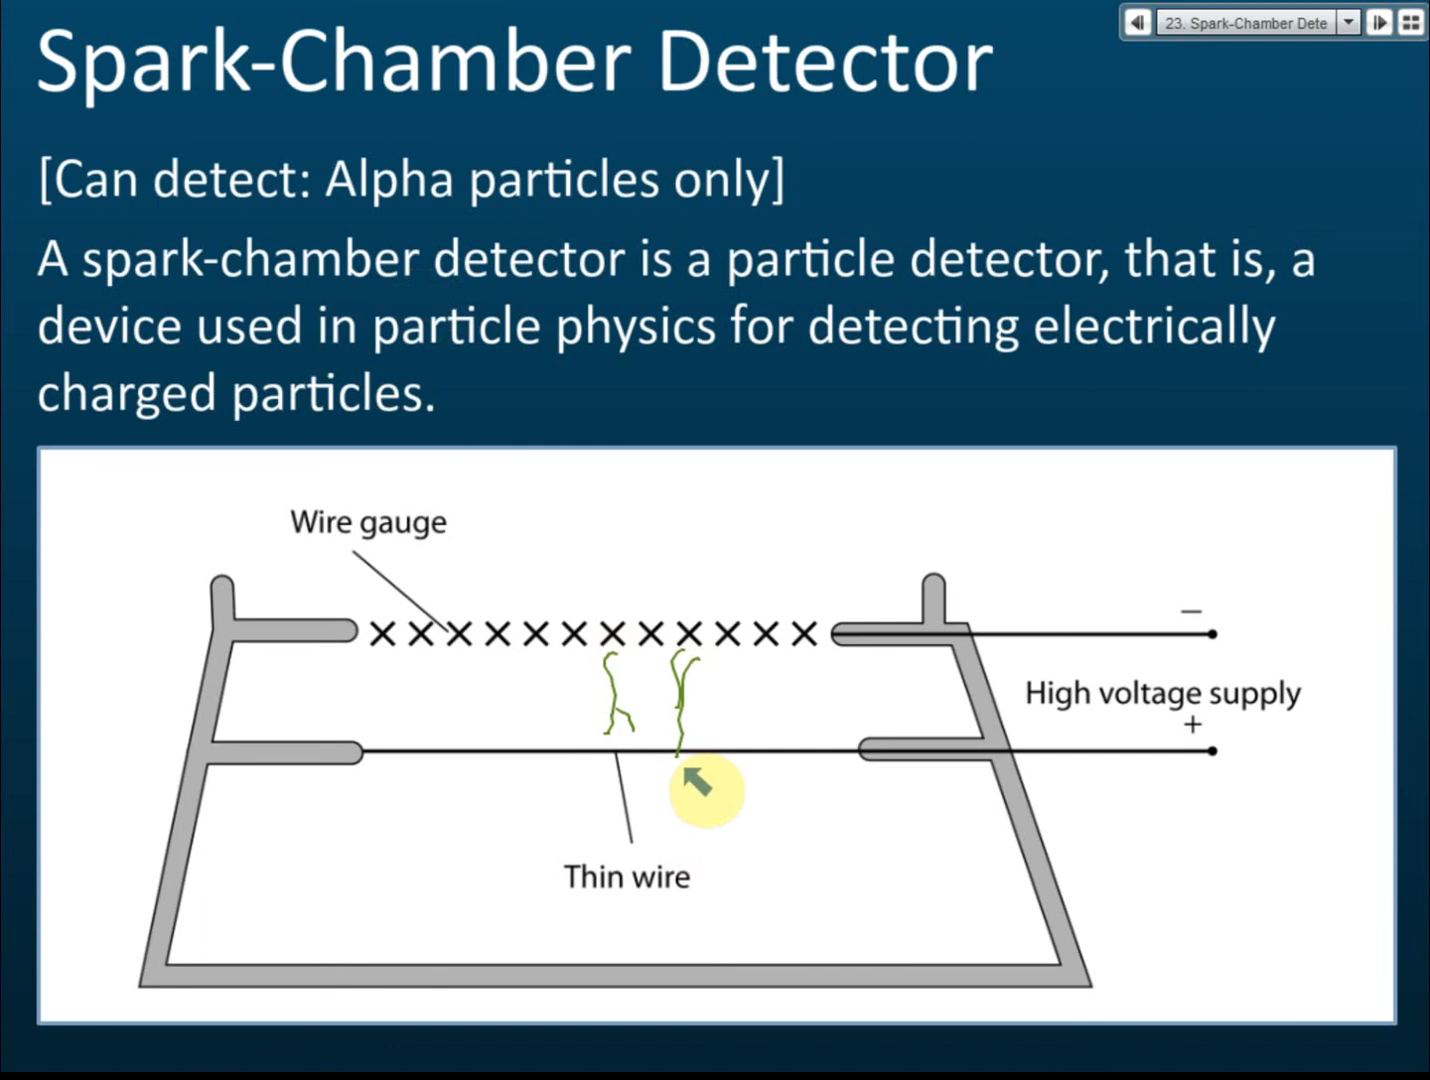 23. Spark-Chamber Dete
Spark-Chamber Detector
[Can detect: Alpha particles only]
A spark-chamber detector is a particle detector, that is, a
device used in particle physics for detecting electrically
charged particles.
Wire gauge
−
High voltage supply
+
Thin wire